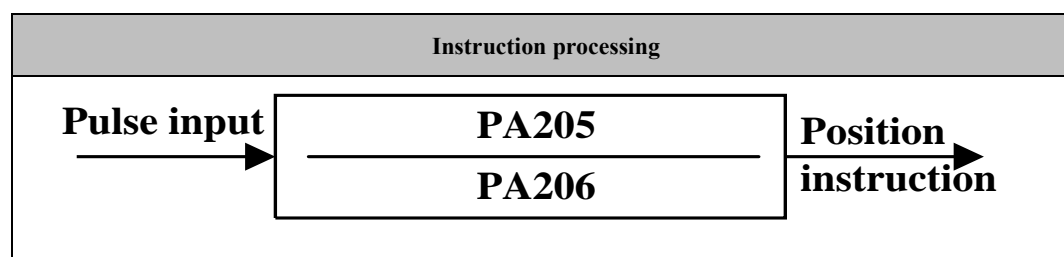 Instruction processing
Pulse input
PA205
PA206
Position
instruction